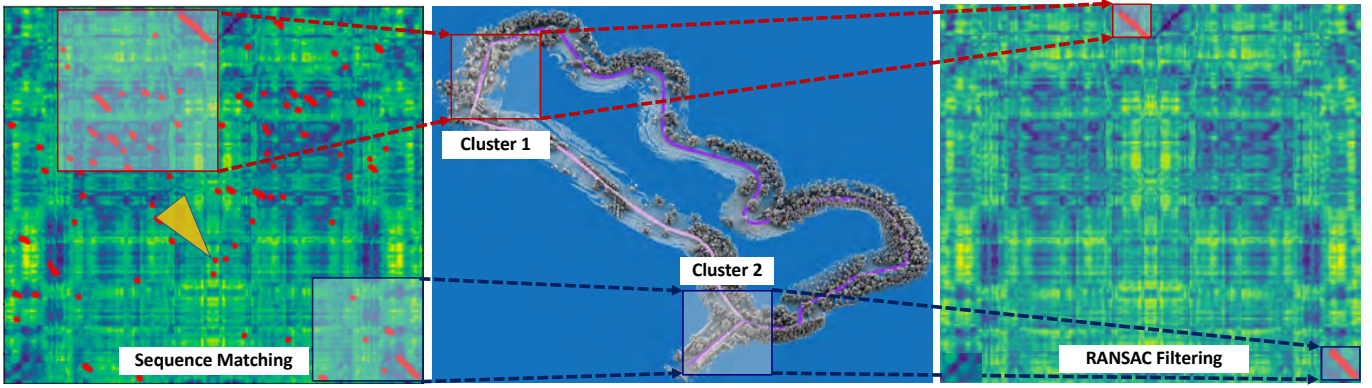 Cluster 1
Cluster 2
Sequence Matching
RANSAC Filtering